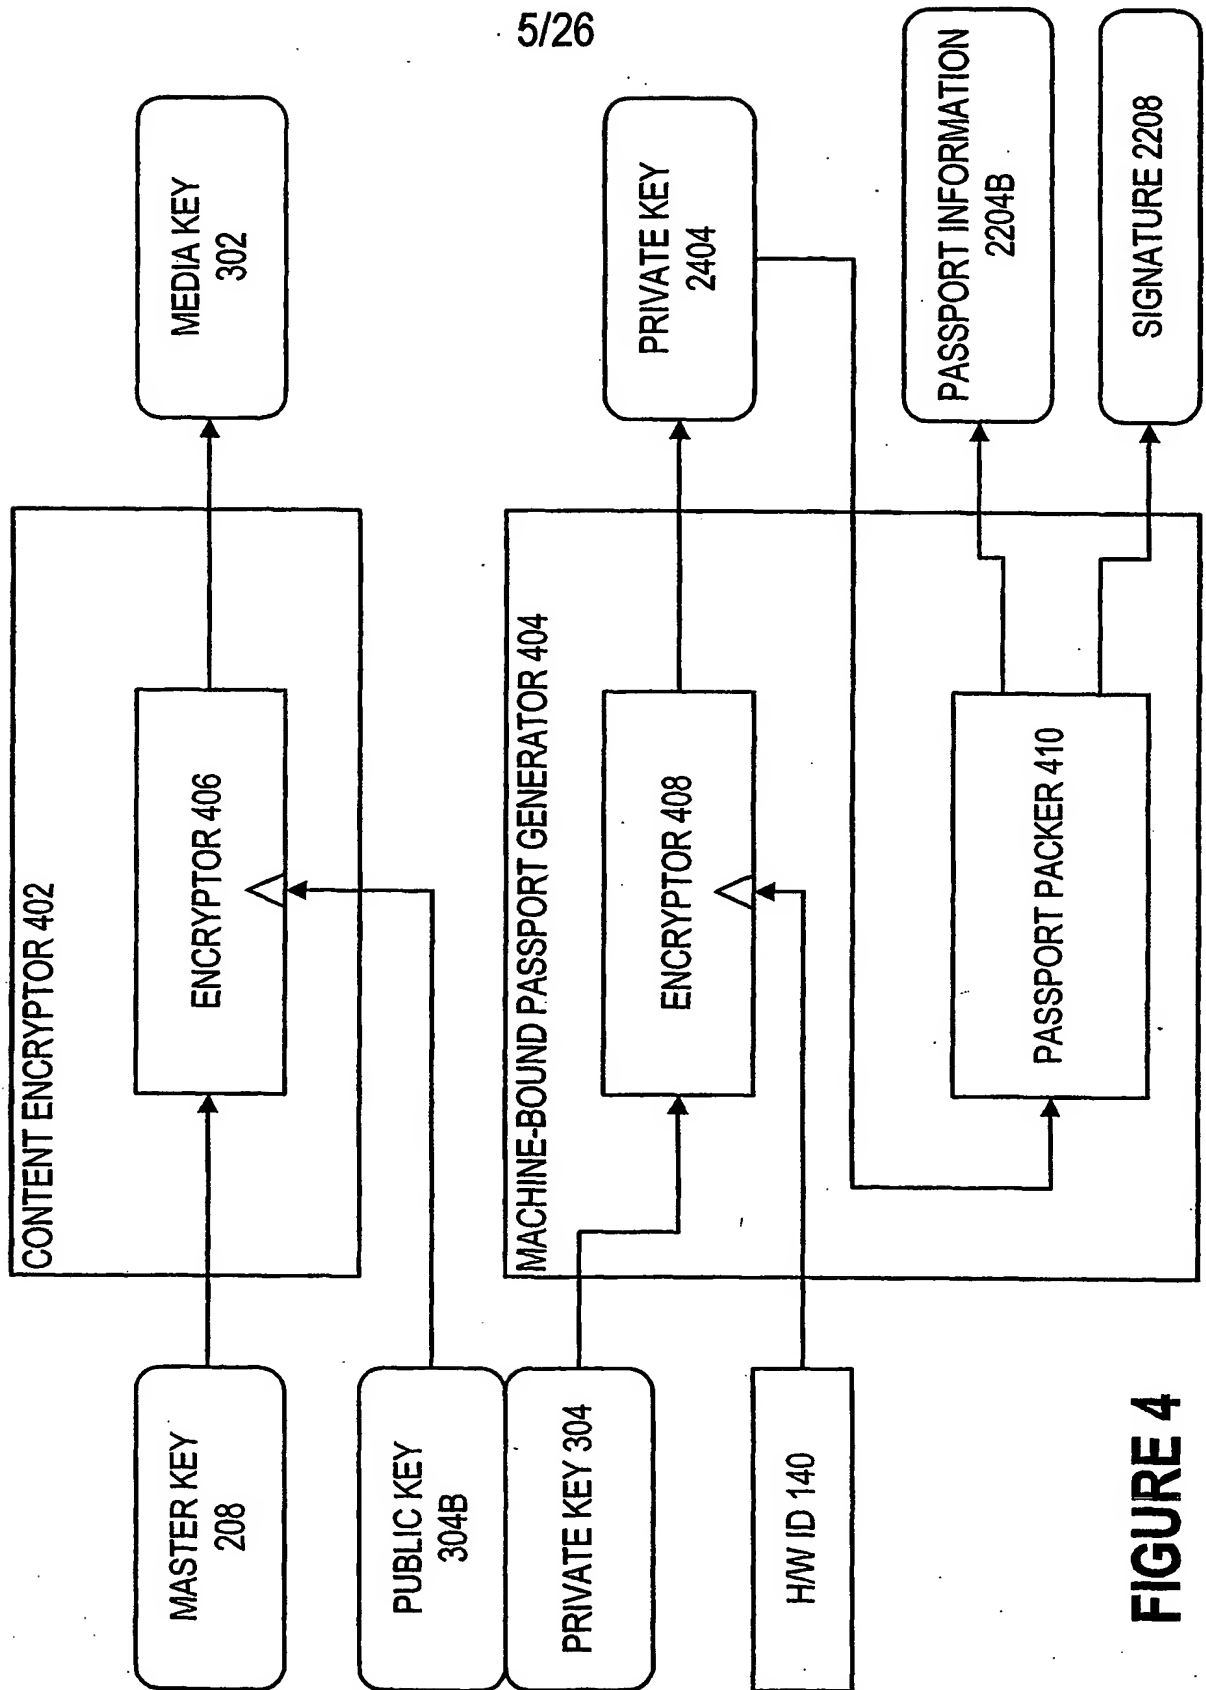 5/26
CONTENT ENCRYPTOR 402
MASTER KEY
208
ENCRYPTOR 406
MEDIA KEY
302
PUBLIC KEY
304B
MACHINE-BOUND PASSPORT GENERATOR 404
PRIVATE KEY 304
ENCRYPTOR 408
PRIVATE KEY
2404
H/W ID 140
PASSPORT PACKER 410
PASSPORT INFORMATION
2204B
SIGNATURE 2208
FIGURE 4